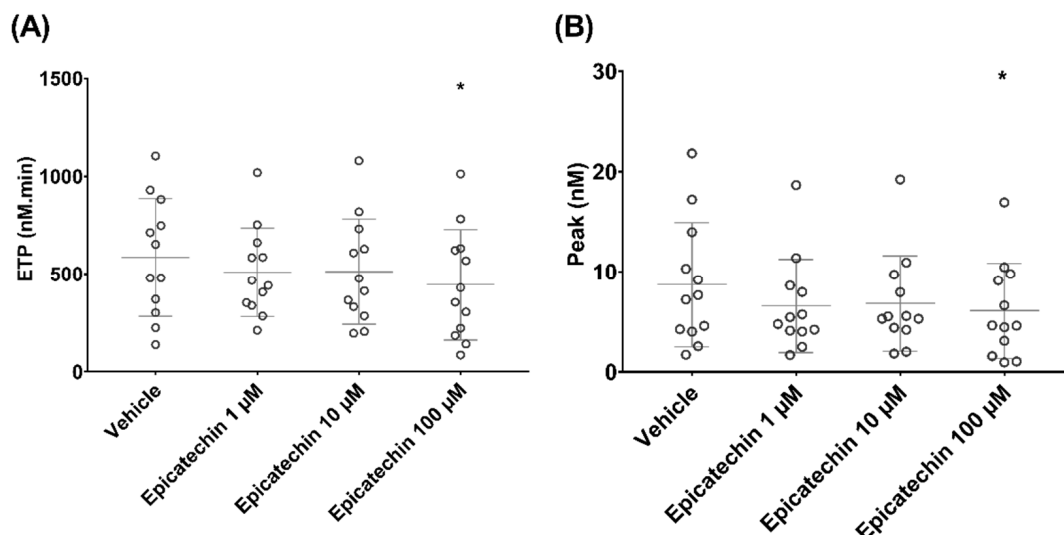 (A)
ETP (nM.min)
1500
1000
500
0
*
Vehicle
Epicatechin 1 µM
Epicatechin 10 µM
Epicatechin 100 µM
(B)
Peak (nM)
30
20
10
0
*
Vehicle
Epicatechin 1 µM
Epicatechin 10 µM
Epicatechin 100 µM